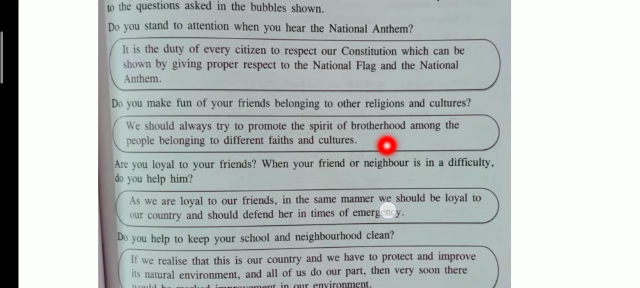 to the questions asked in the bubbles shown.
Do you stand to attention when you hear the National Anthem?
It is the duty of every citizen to respect our Constitution which can be
shown by giving proper respect to the National Flag and the National
Anthem.
Do you make fun of your friends belonging to other religions and cultures?
We should always try to promote the spirit of brotherhood among the
people belonging to different faiths and cultures.
Are you loyal to your friends? When your friend or neighbour is in a difficulty,
do you help him?
As we are loyal to our friends, in the same manner we should be loyal to
our country and should defend her in times of emergency.
Do you help to keep your school and neighbourhood clean?
If we realise that this is our country and we have to protect and improve
its natural environment, and all of us do our part, then very soon there
would be marked improvement in our environment.